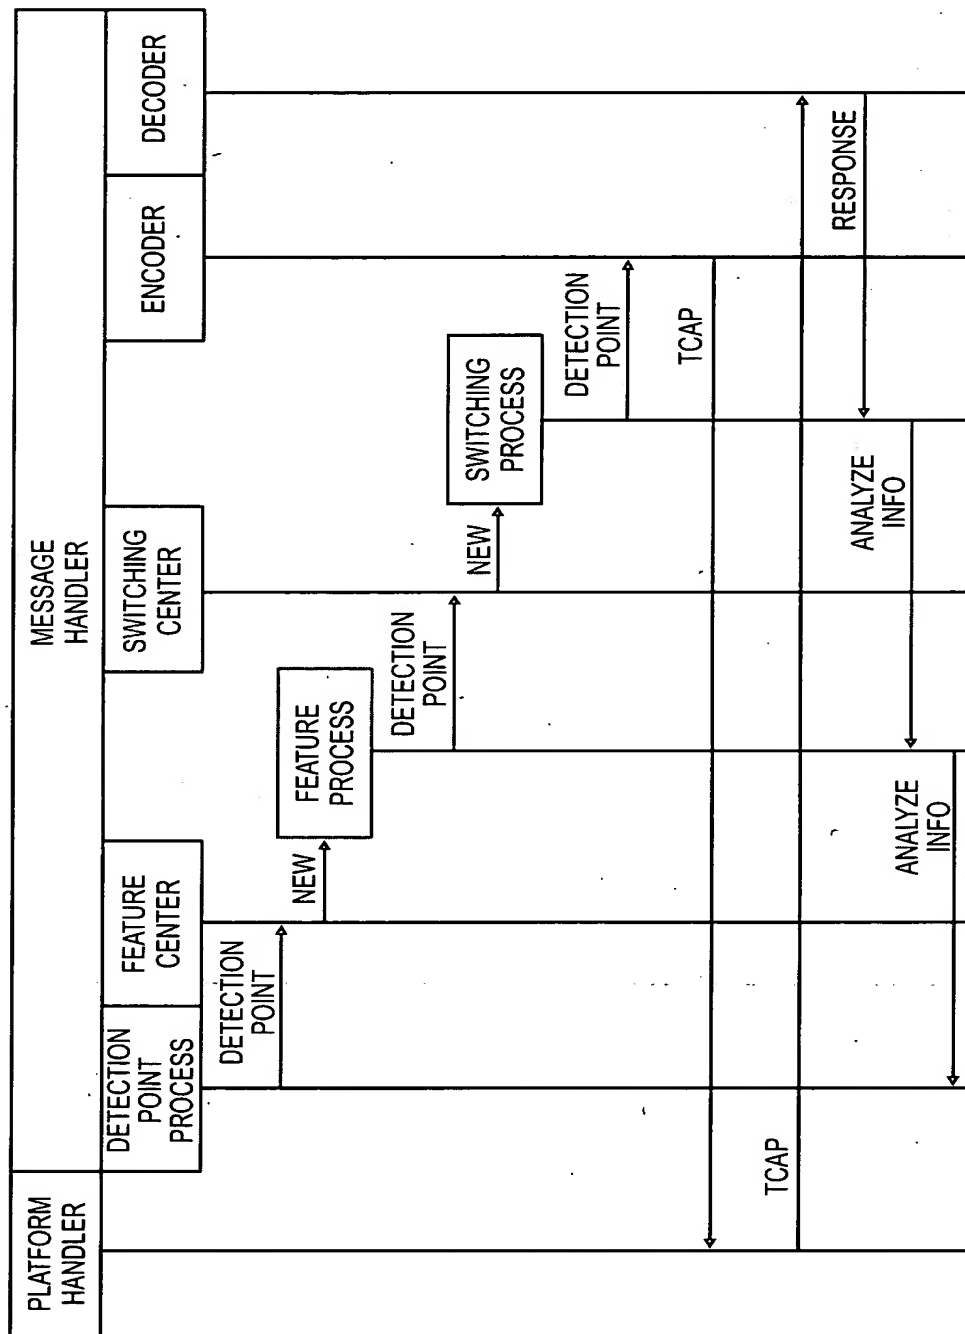 PLATFORM
HANDLER
MESSAGE
HANDLER
DETECTION
POINT
PROCESS
FEATURE
CENTER
SWITCHING
CENTER
ENCODER
DECODER
DETECTION
POINT
NEW
FEATURE
PROCESS
DETECTION
POINT
NEW
SWITCHING
PROCESS
DETECTION
POINT
TCAP
TCAP
RESPONSE
ANALYZE
INFO
ANALYZE
INFO